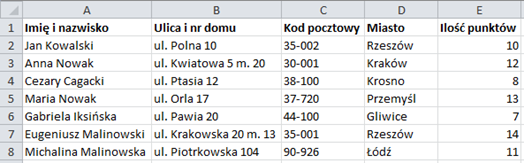 A B C D E
1 Imię i nazwisko Ulica i nr domu Kod pocztowy Miasto Ilość punktów
2 Jan Kowalski ul. Polna 10 35-002 Rzeszów 10
3 Anna Nowak ul. Kwiatowa 5 m. 20 30-001 Kraków 12
4 Cezary Cagacki ul. Ptasia 12 38-100 Krosno 8
5 Maria Nowak ul. Orla 17 37-720 Przemyśl 13
6 Gabriela Iksińska ul. Pawia 20 44-100 Gliwice 7
7 Eugeniusz Malinowski ul. Krakowska 20 m. 13 35-001 Rzeszów 14
8 Michalina Malinowska ul. Piotrkowska 104 90-926 Łódź 11